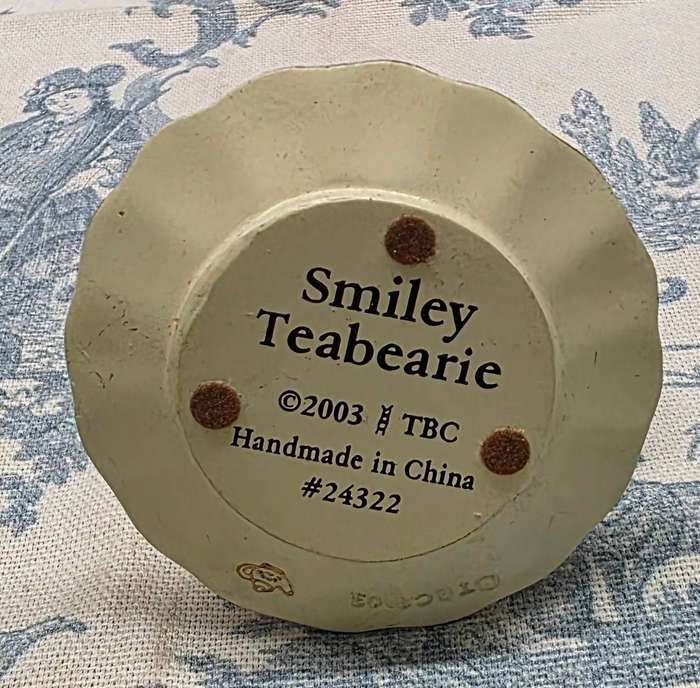 Smiley
Teabearie
©2003 TBC
Handmade in China
#24322